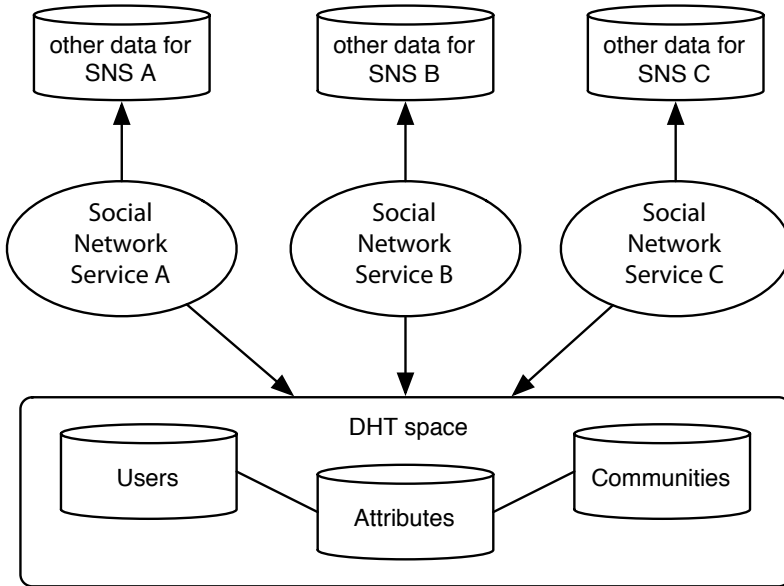 other data for
SNS A
other data for
SNS B
other data for
SNS C
Social
Network
Service A
Social
Network
Service B
Social
Network
Service C
DHT space
Users
Attributes
Communities